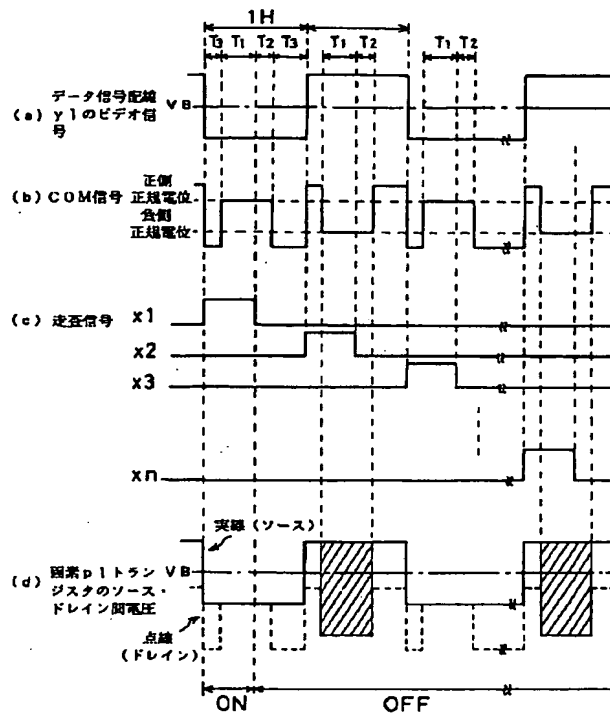 1H
T3 T1 T2 T3 T1 T2 T1 T2
(a) データ信号配線
y1のビデオ信
号
VB
(b) COM信号
正側
正規電位
負側
正規電位
(c) 走査信号 x1
x2
x3
xn
実線(ソース)
(d) 画素p1トラン
ジスタのソース・
ドレイン間電圧
VB
点線
(ドレイン)
ON OFF